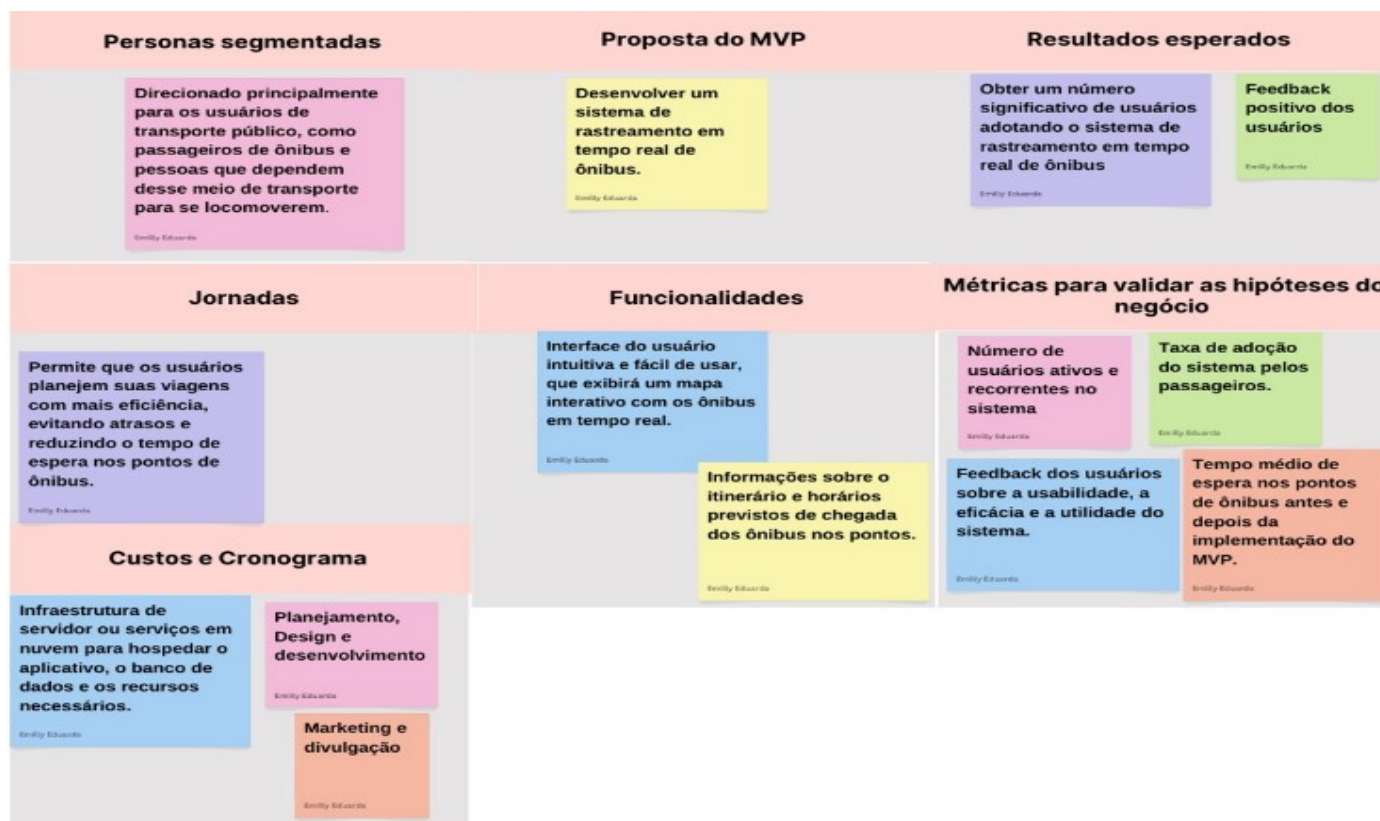 Personas segmentadas
Direcionado principalmente
para os usuários de
transporte público, como
passageiros de ônibus e
pessoas que dependem
desse meio de transporte
para se locomoverem.
Emilly Eduarda
Proposta do MVP
Desenvolver um
sistema de
rastreamento em
tempo real de
ônibus.
Emilly Eduarda
Resultados esperados
Obter um número
significativo de usuários
adotando o sistema de
rastreamento em tempo
real de ônibus
Emilly Eduarda
Feedback
positivo dos
usuários
Emilly Eduarda
Jornadas
Permite que os usuários
planejem suas viagens
com mais eficiência,
evitando atrasos e
reduzindo o tempo de
espera nos pontos de
ônibus.
Emilly Eduarda
Funcionalidades
Interface do usuário
intuitiva e fácil de usar,
que exibirá um mapa
interativo com os ônibus
em tempo real.
Emilly Eduarda
Informações sobre o
itinerário e horários
previstos de chegada
dos ônibus nos pontos.
Emilly Eduarda
Métricas para validar as hipóteses do
negócio
Número de
usuários ativos e
recorrentes no
sistema
Emilly Eduarda
Taxa de adoção
do sistema pelos
passageiros.
Emilly Eduarda
Feedback dos usuários
sobre a usabilidade, a
eficácia e a utilidade do
sistema.
Emilly Eduarda
Tempo médio de
espera nos pontos
de ônibus antes e
depois da
implementação do
MVP.
Emilly Eduarda
Custos e Cronograma
Infraestrutura de
servidor ou serviços em
nuvem para hospedar o
aplicativo, o banco de
dados e os recursos
necessários.
Emilly Eduarda
Planejamento,
Design e
desenvolvimento
Emilly Eduarda
Marketing e
divulgação
Emilly Eduarda